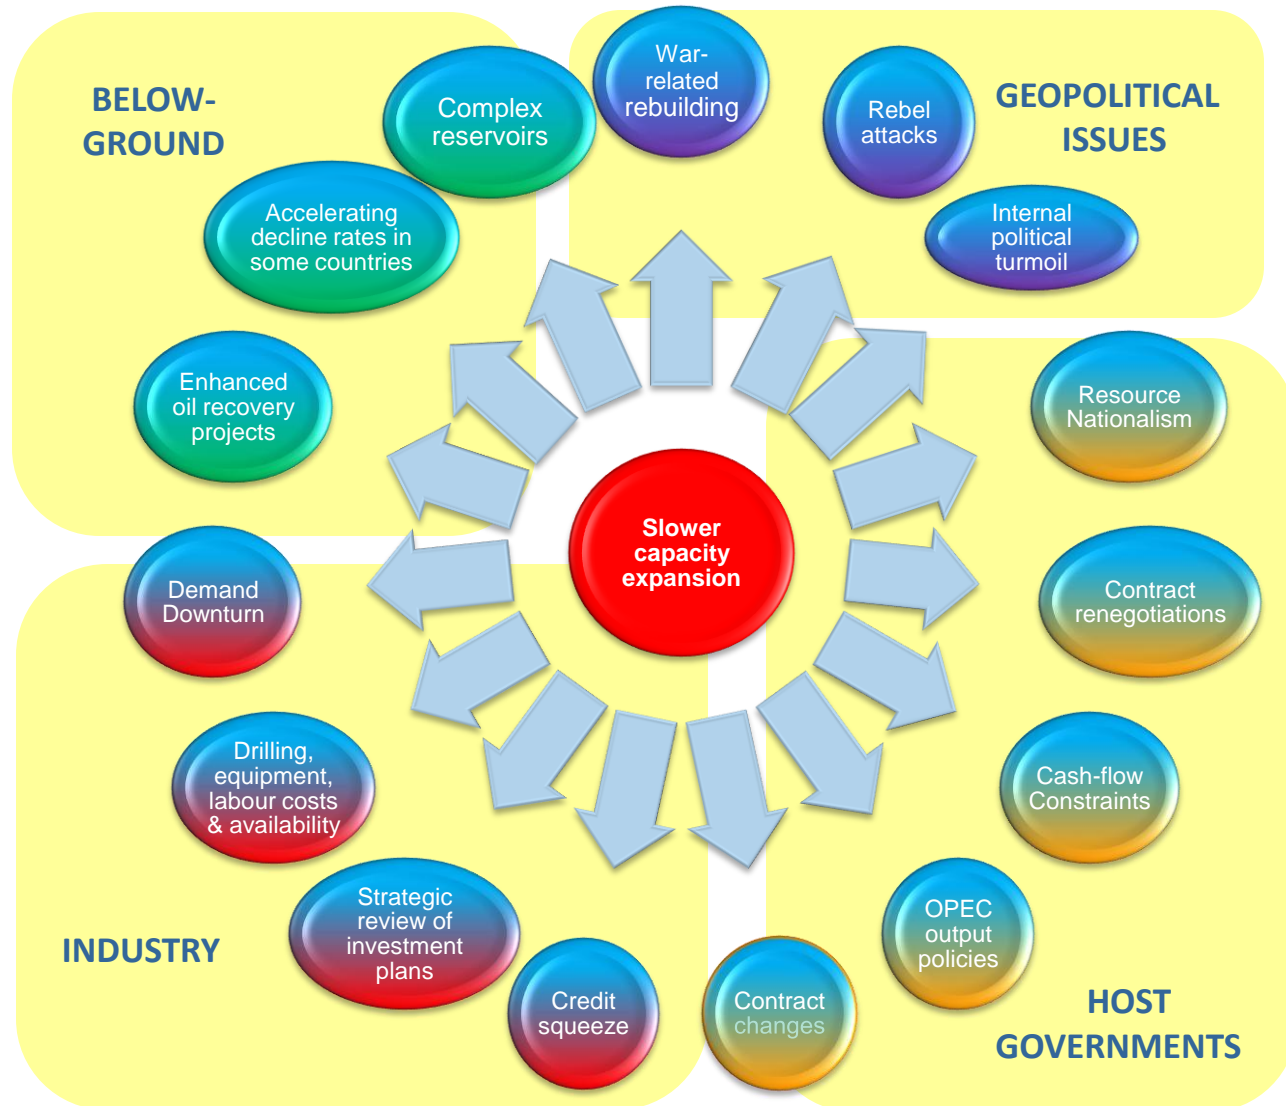 BELOW-
GROUND
Complex
reservoirs
Accelerating
decline rates in
some countries
Enhanced
oil recovery
projects
War-
related
rebuilding
Rebel
attacks
GEOPOLITICAL
ISSUES
Internal
political
turmoil
Slower
capacity
expansion
Resource
Nationalism
Contract
renegotiations
Cash-flow
Constraints
OPEC
output
policies
Contract
changes
HOST
GOVERNMENTS
Demand
Downturn
Drilling,
equipment,
labour costs
& availability
Strategic
review of
investment
plans
Credit
squeeze
INDUSTRY